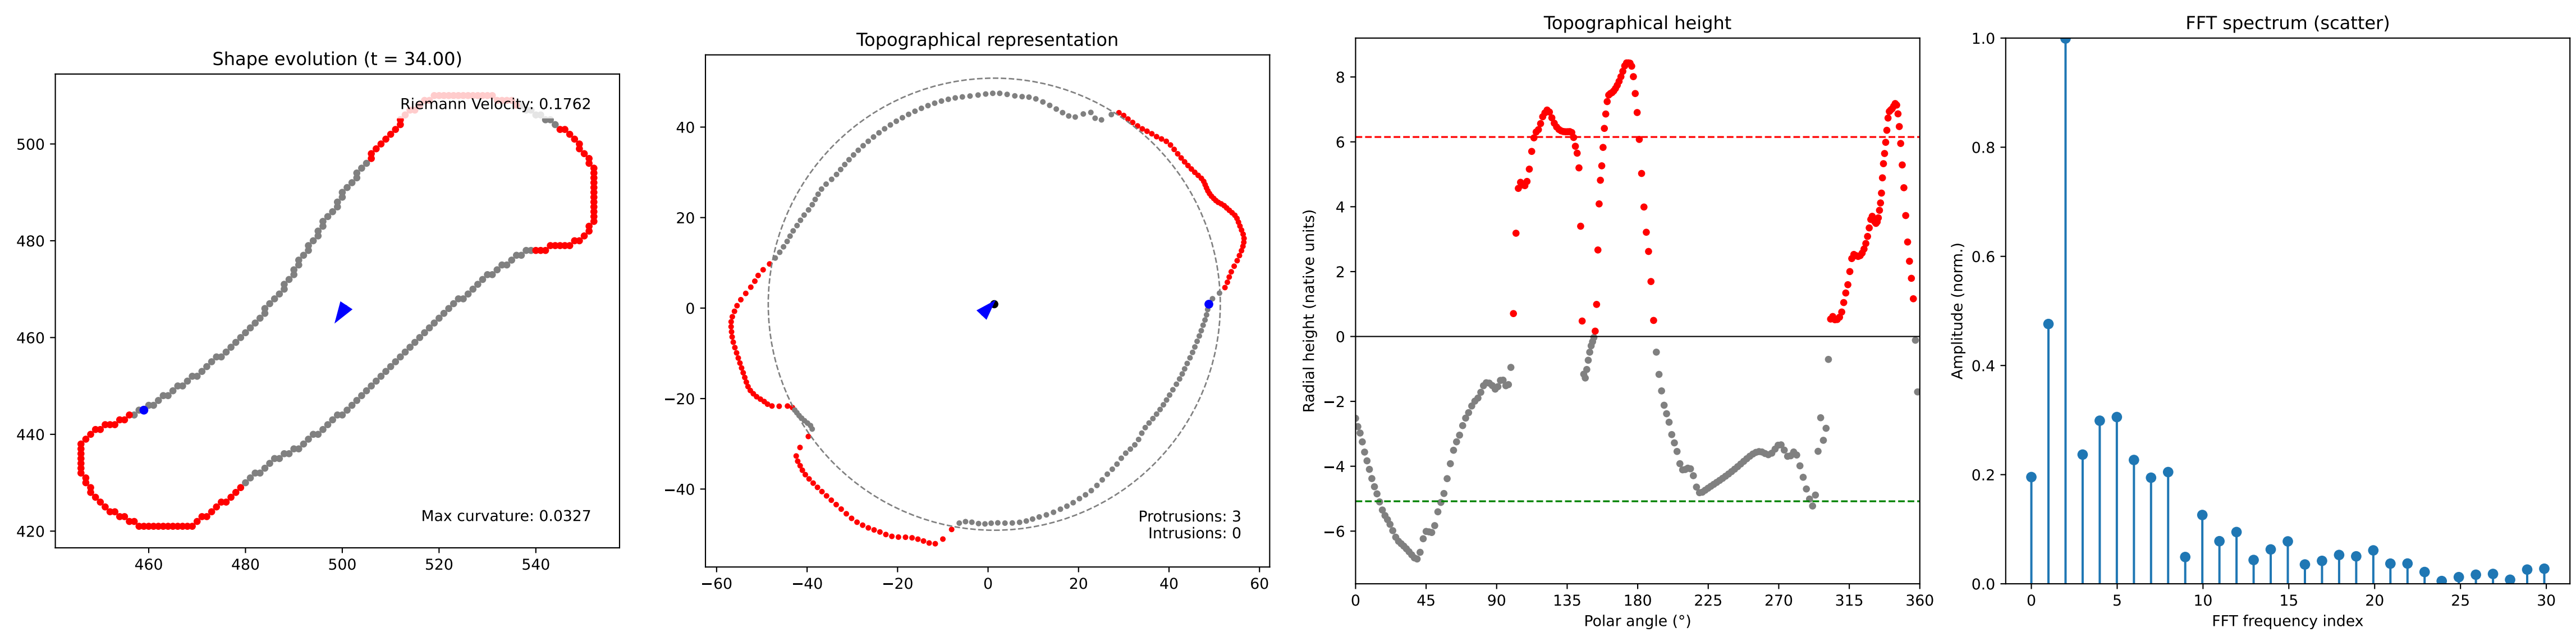 Shape evolution (t = 34.00)
Riemann Velocity: 0.1762
Max curvature: 0.0327
500
480
460
440
420
460 480 500 520 540
Topographical representation
40
20
0
−20
−40
−60 −40 −20 0 20 40 60
Protrusions: 3
Intrusions: 0
Topographical height
Radial height (native units)
8
6
4
2
0
−2
−4
−6
0 45 90 135 180 225 270 315 360
Polar angle (°)
FFT spectrum (scatter)
Amplitude (norm.)
1.0
0.8
0.6
0.4
0.2
0.0
0 5 10 15 20 25 30
FFT frequency index